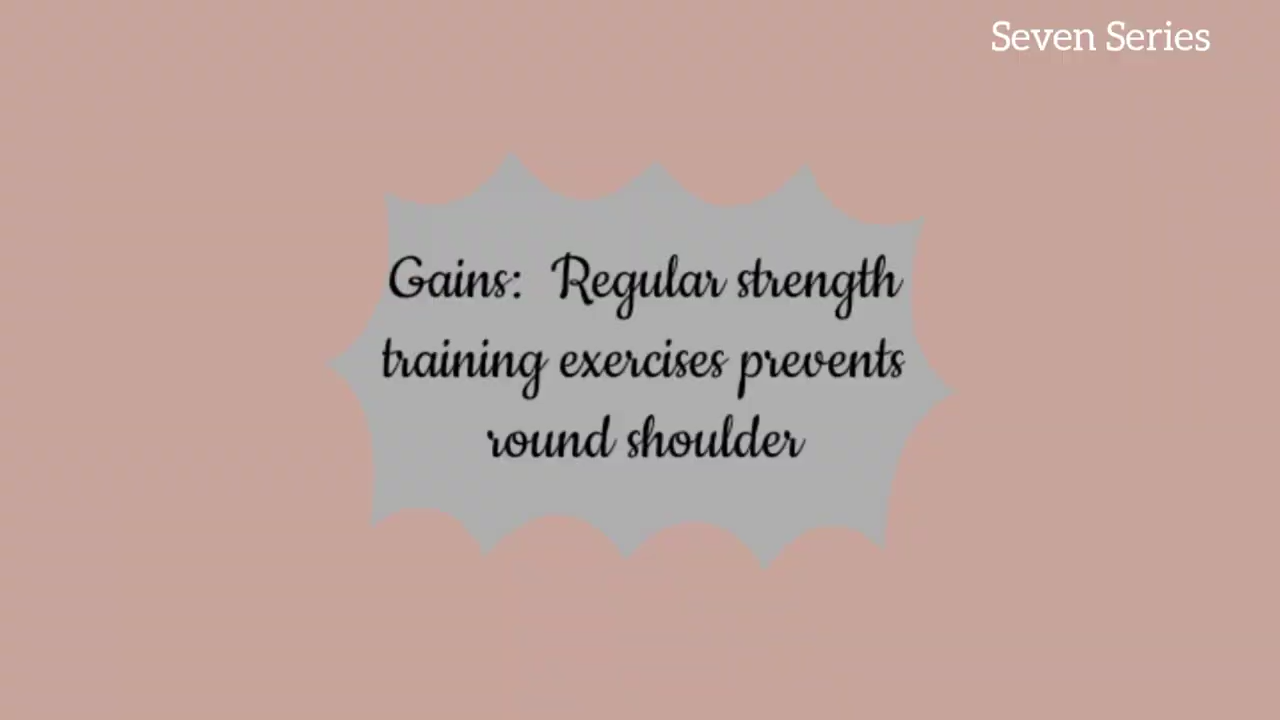 Seven Series
Gains: Regular strength
training exercises prevents
round shoulder